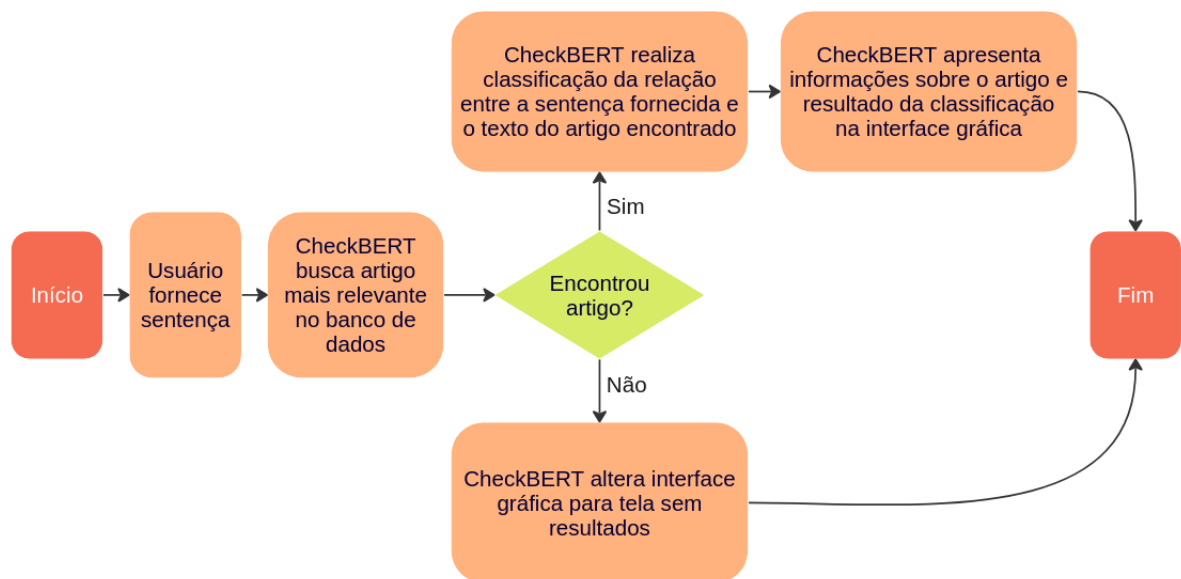 Início
Usuário
fornece
sentença
CheckBERT
busca artigo
mais relevante
no banco de
dados
Encontrou
artigo?
Sim
CheckBERT realiza
classificação da relação
entre a sentença fornecida e
o texto do artigo encontrado
CheckBERT apresenta
informações sobre o artigo e
resultado da classificação
na interface gráfica
Não
CheckBERT altera interface
gráfica para tela sem
resultados
Fim